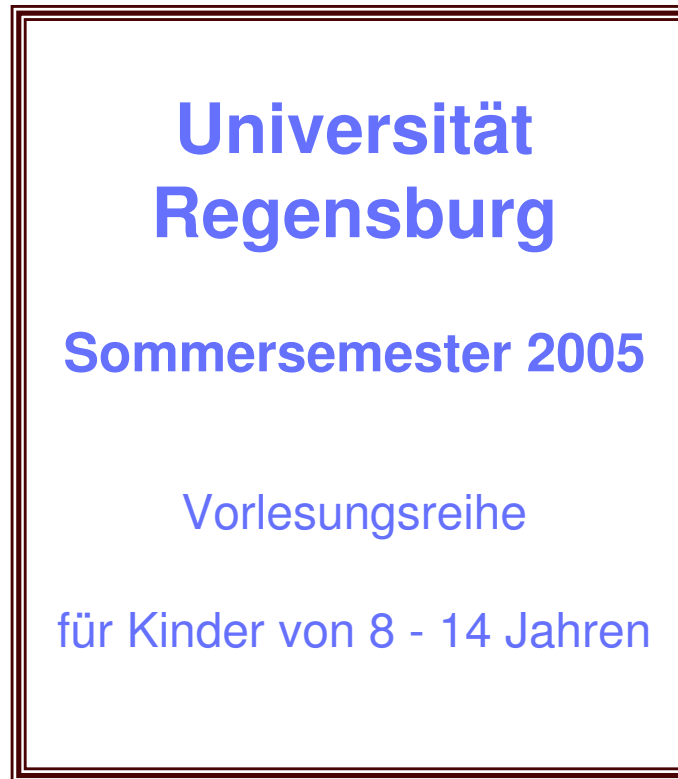 Universität
Regensburg
Sommersemester 2005
Vorlesungsreihe
für Kinder von 8 - 14 Jahren